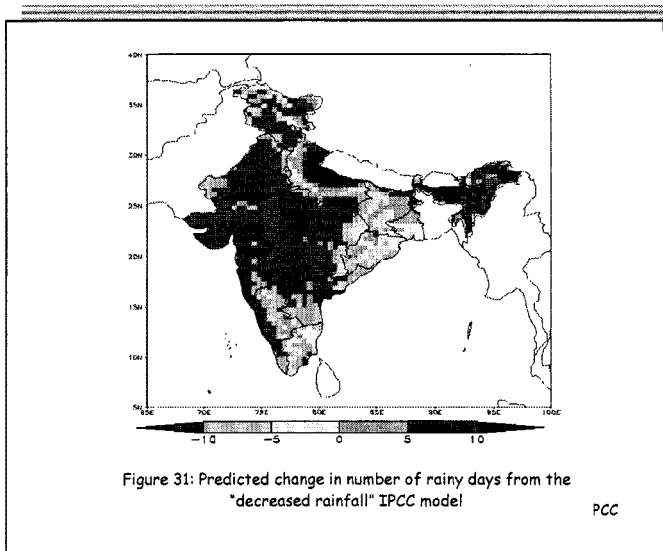 40N
35N
30N
25N
20N
15N
10N
5N
65E 70E 75E 80E 85E 90E 95E 100E
-10 -5 0 5 10
Figure 31: Predicted change in number of rainy days from the
"decreased rainfall" IPCC model
PCC